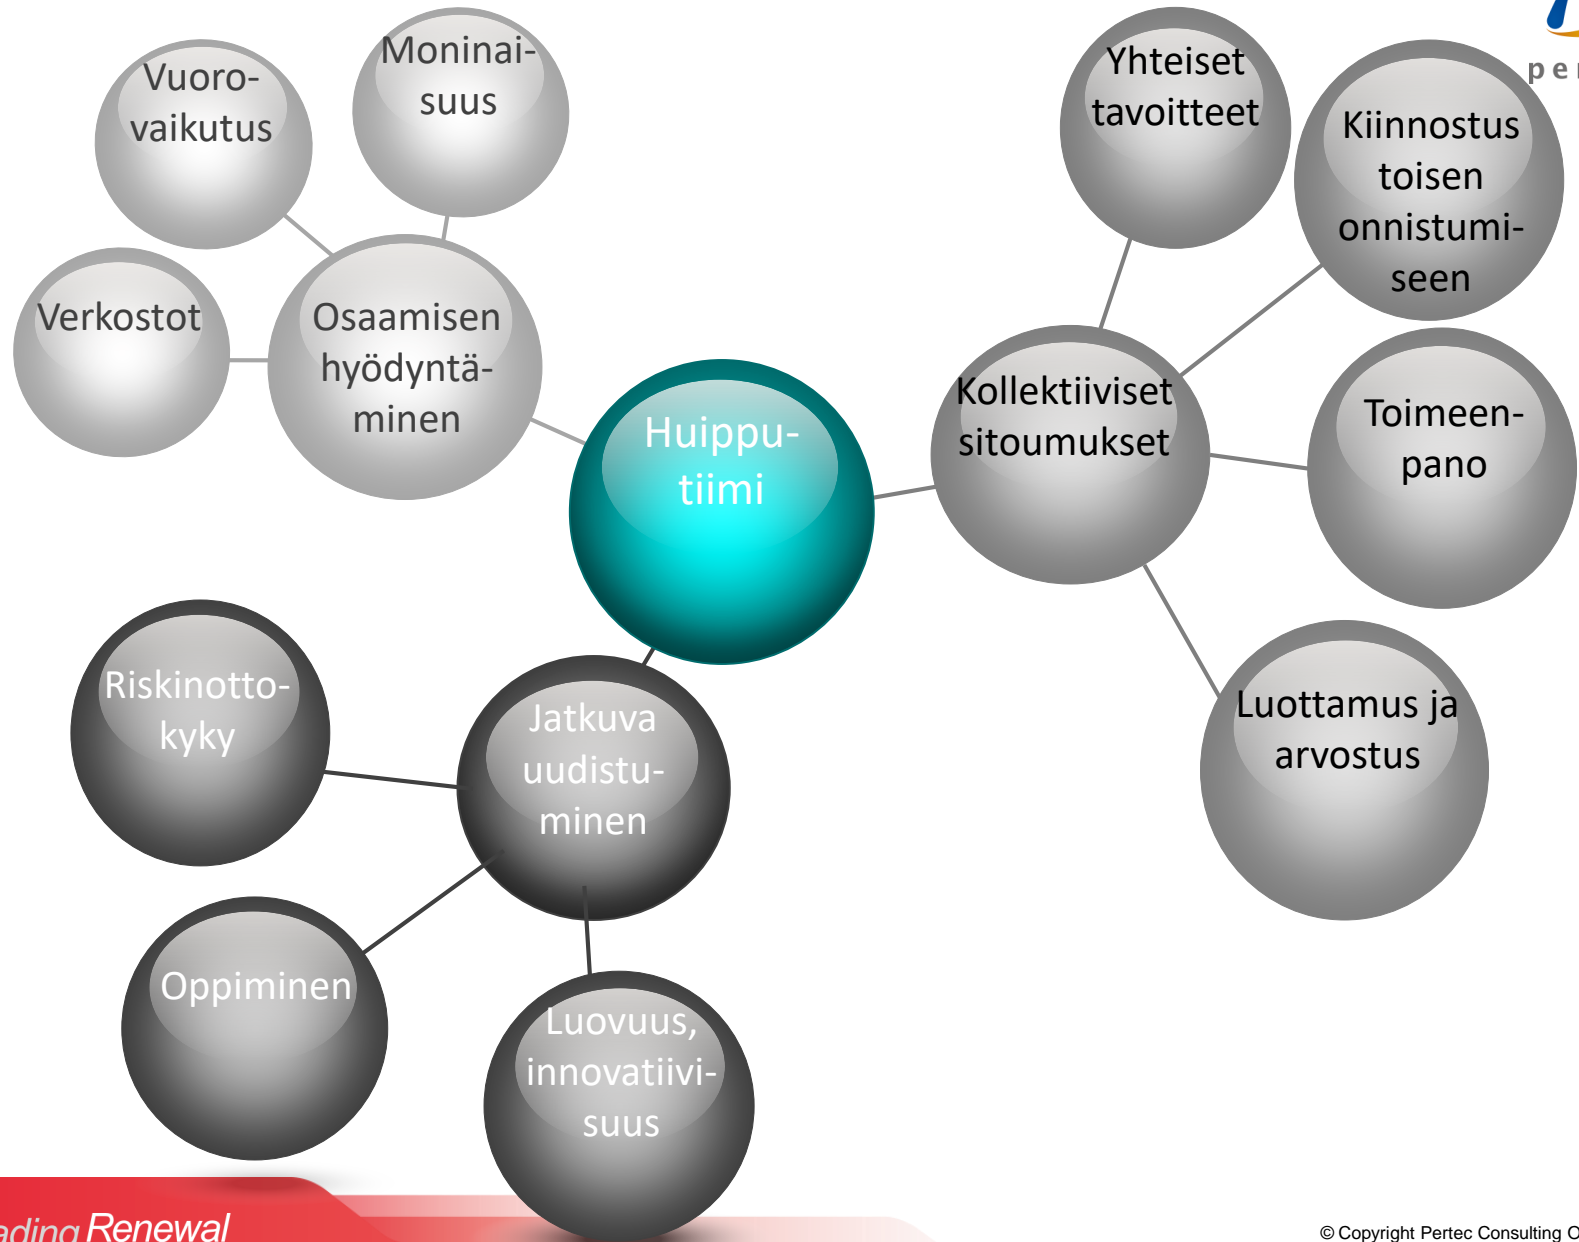 Moninai-
suus
Vuoro-
vaikutus
Verkostot
Osaamisen
hyödyntä-
minen
Yhteiset
tavoitteet
Kiinnostus
toisen
onnistumi-
seen
Kollektiiviset
sitoumukset
Toimeen-
pano
Luottamus ja
arvostus
Huippu-
tiimi
Riskinotto-
kyky
Jatkuva
uudistu-
minen
Oppiminen
Luovuus,
innovatiivi-
suus
Renewal
© Copyright Pertec Consulting